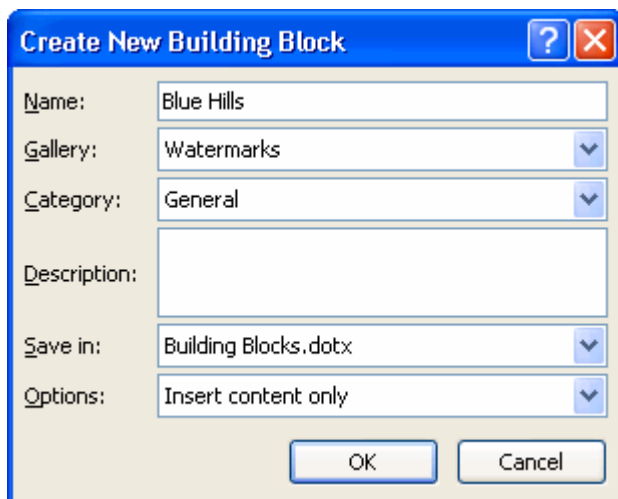 Create New Building Block
Name: Blue Hills
Gallery: Watermarks
Category: General
Description:
Save in: Building Blocks.dotx
Options: Insert content only
OK Cancel